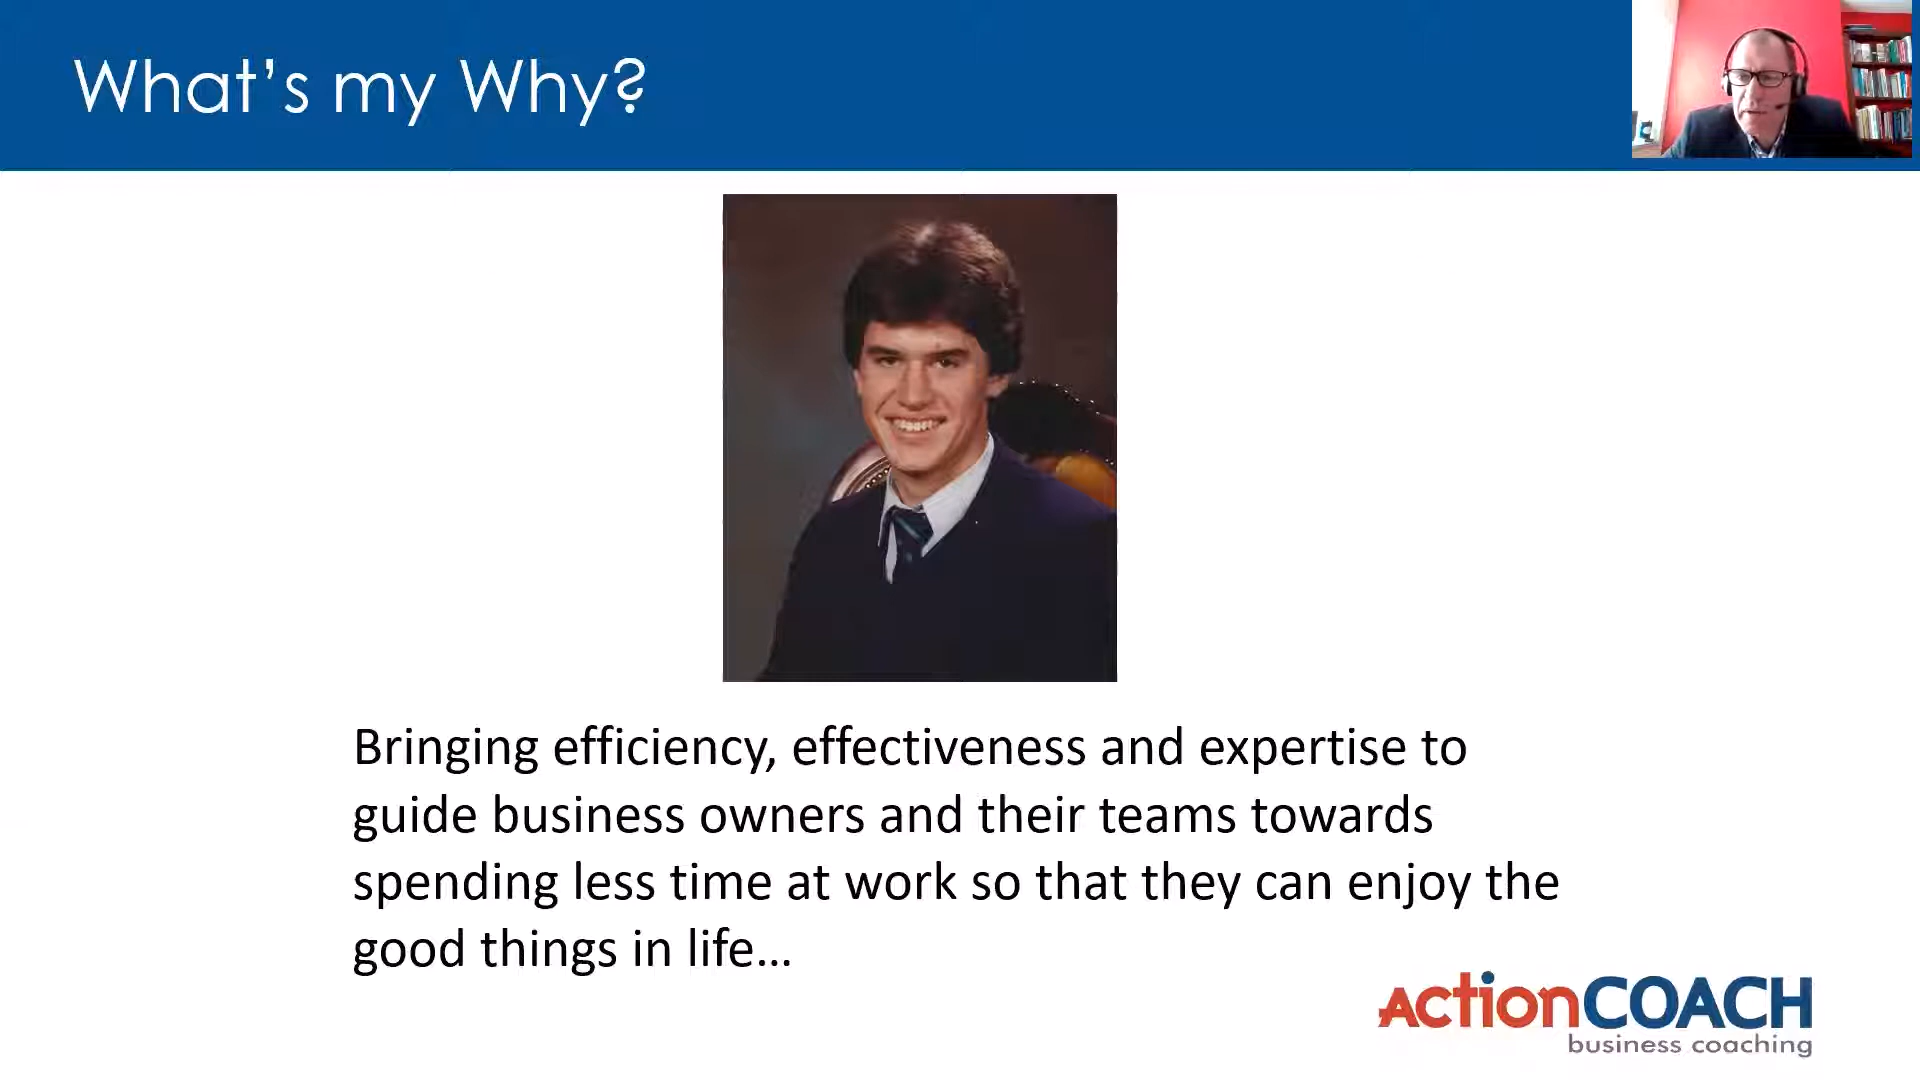 What's my Why?
Bringing efficiency, effectiveness and expertise to
guide business owners and their teams towards
spending less time at work so that they can enjoy the
good things in life...
actionCOACH
business coaching